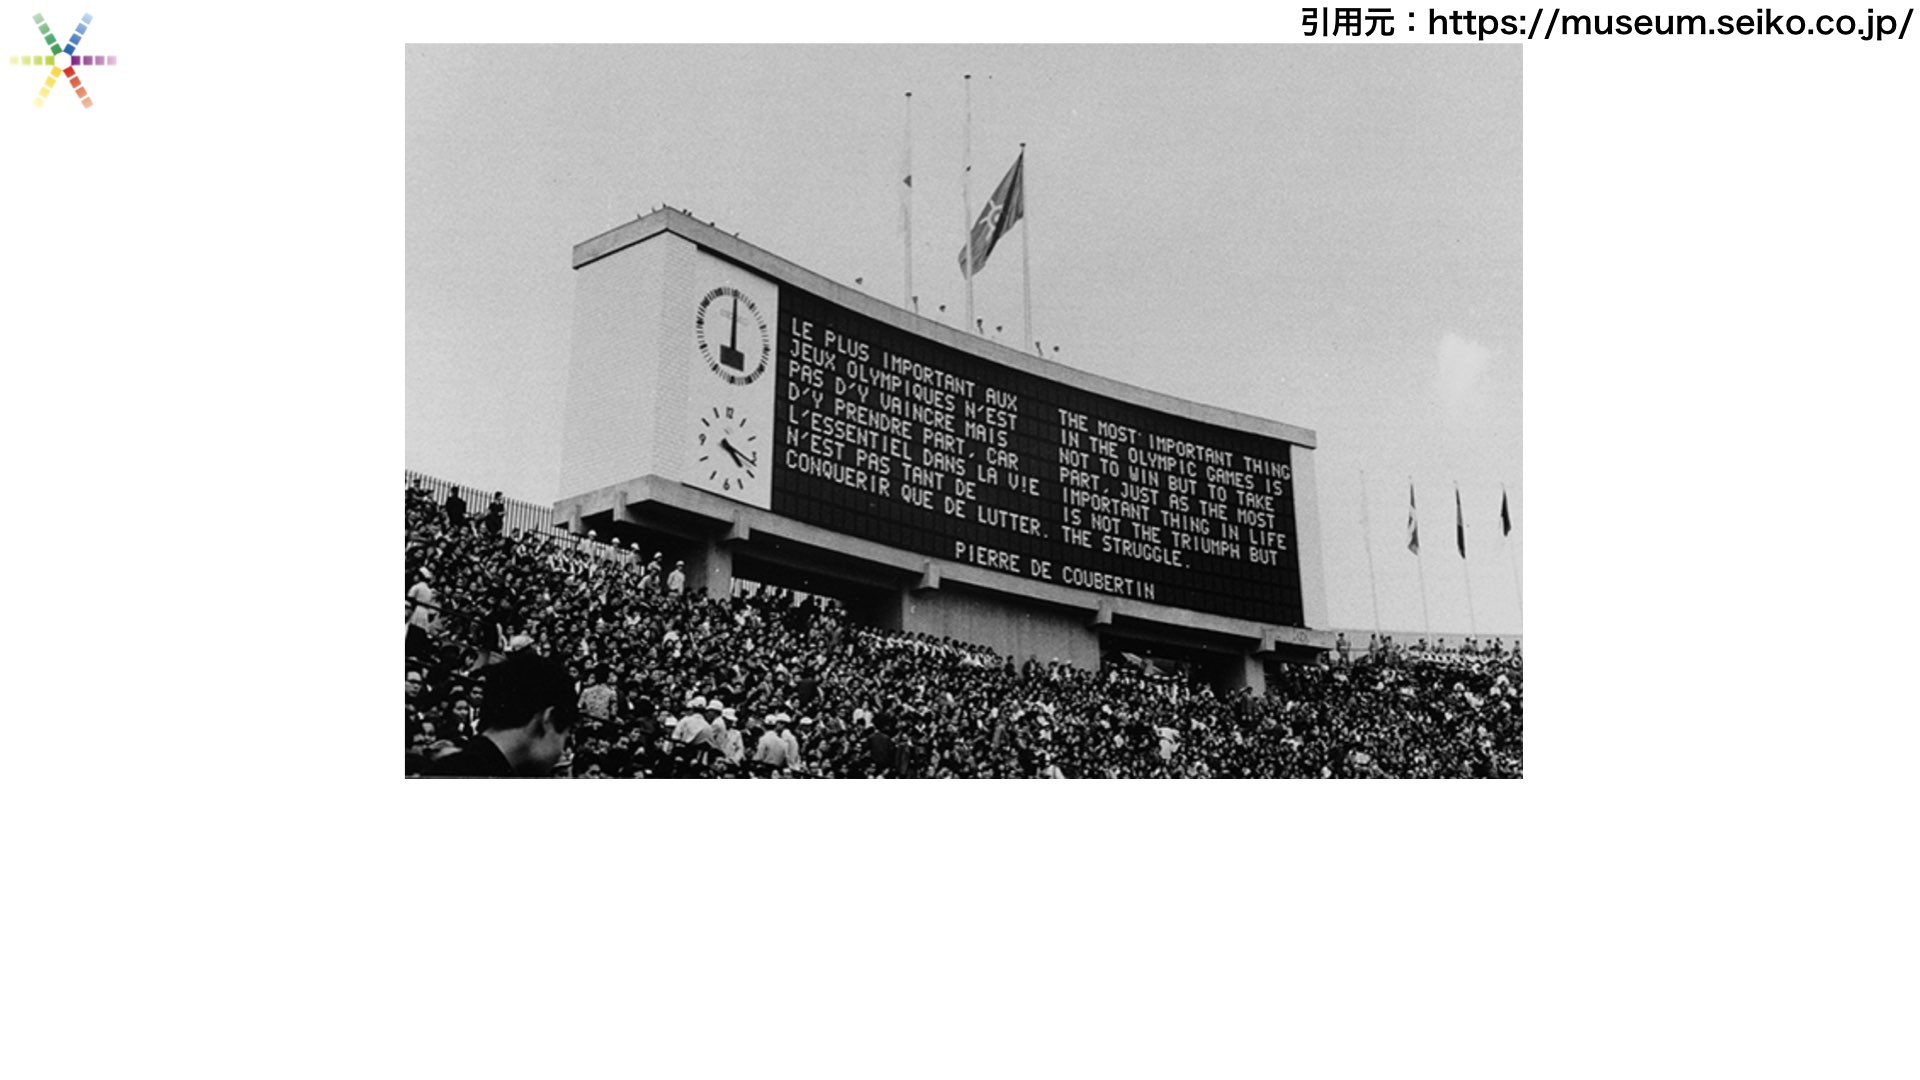 引用元：https://museum.seiko.co.jp/
LE PLUS IMPORTANT AUX
JEUX OLYMPIQUES N'EST
PAS D'Y VAINCRE MAIS
D'Y PRENDRE PART, CAR
L'ESSENTIEL DANS LA VIE
N'EST PAS TANT DE
CONQUERIR QUE DE LUTTER.
THE MOST IMPORTANT THING
IN THE OLYMPIC GAMES IS
NOT TO WIN BUT TO TAKE
PART, JUST AS THE MOST
IMPORTANT THING IN LIFE
IS NOT THE TRIUMPH BUT
THE STRUGGLE.
PIERRE DE COUBERTIN
12
9
6